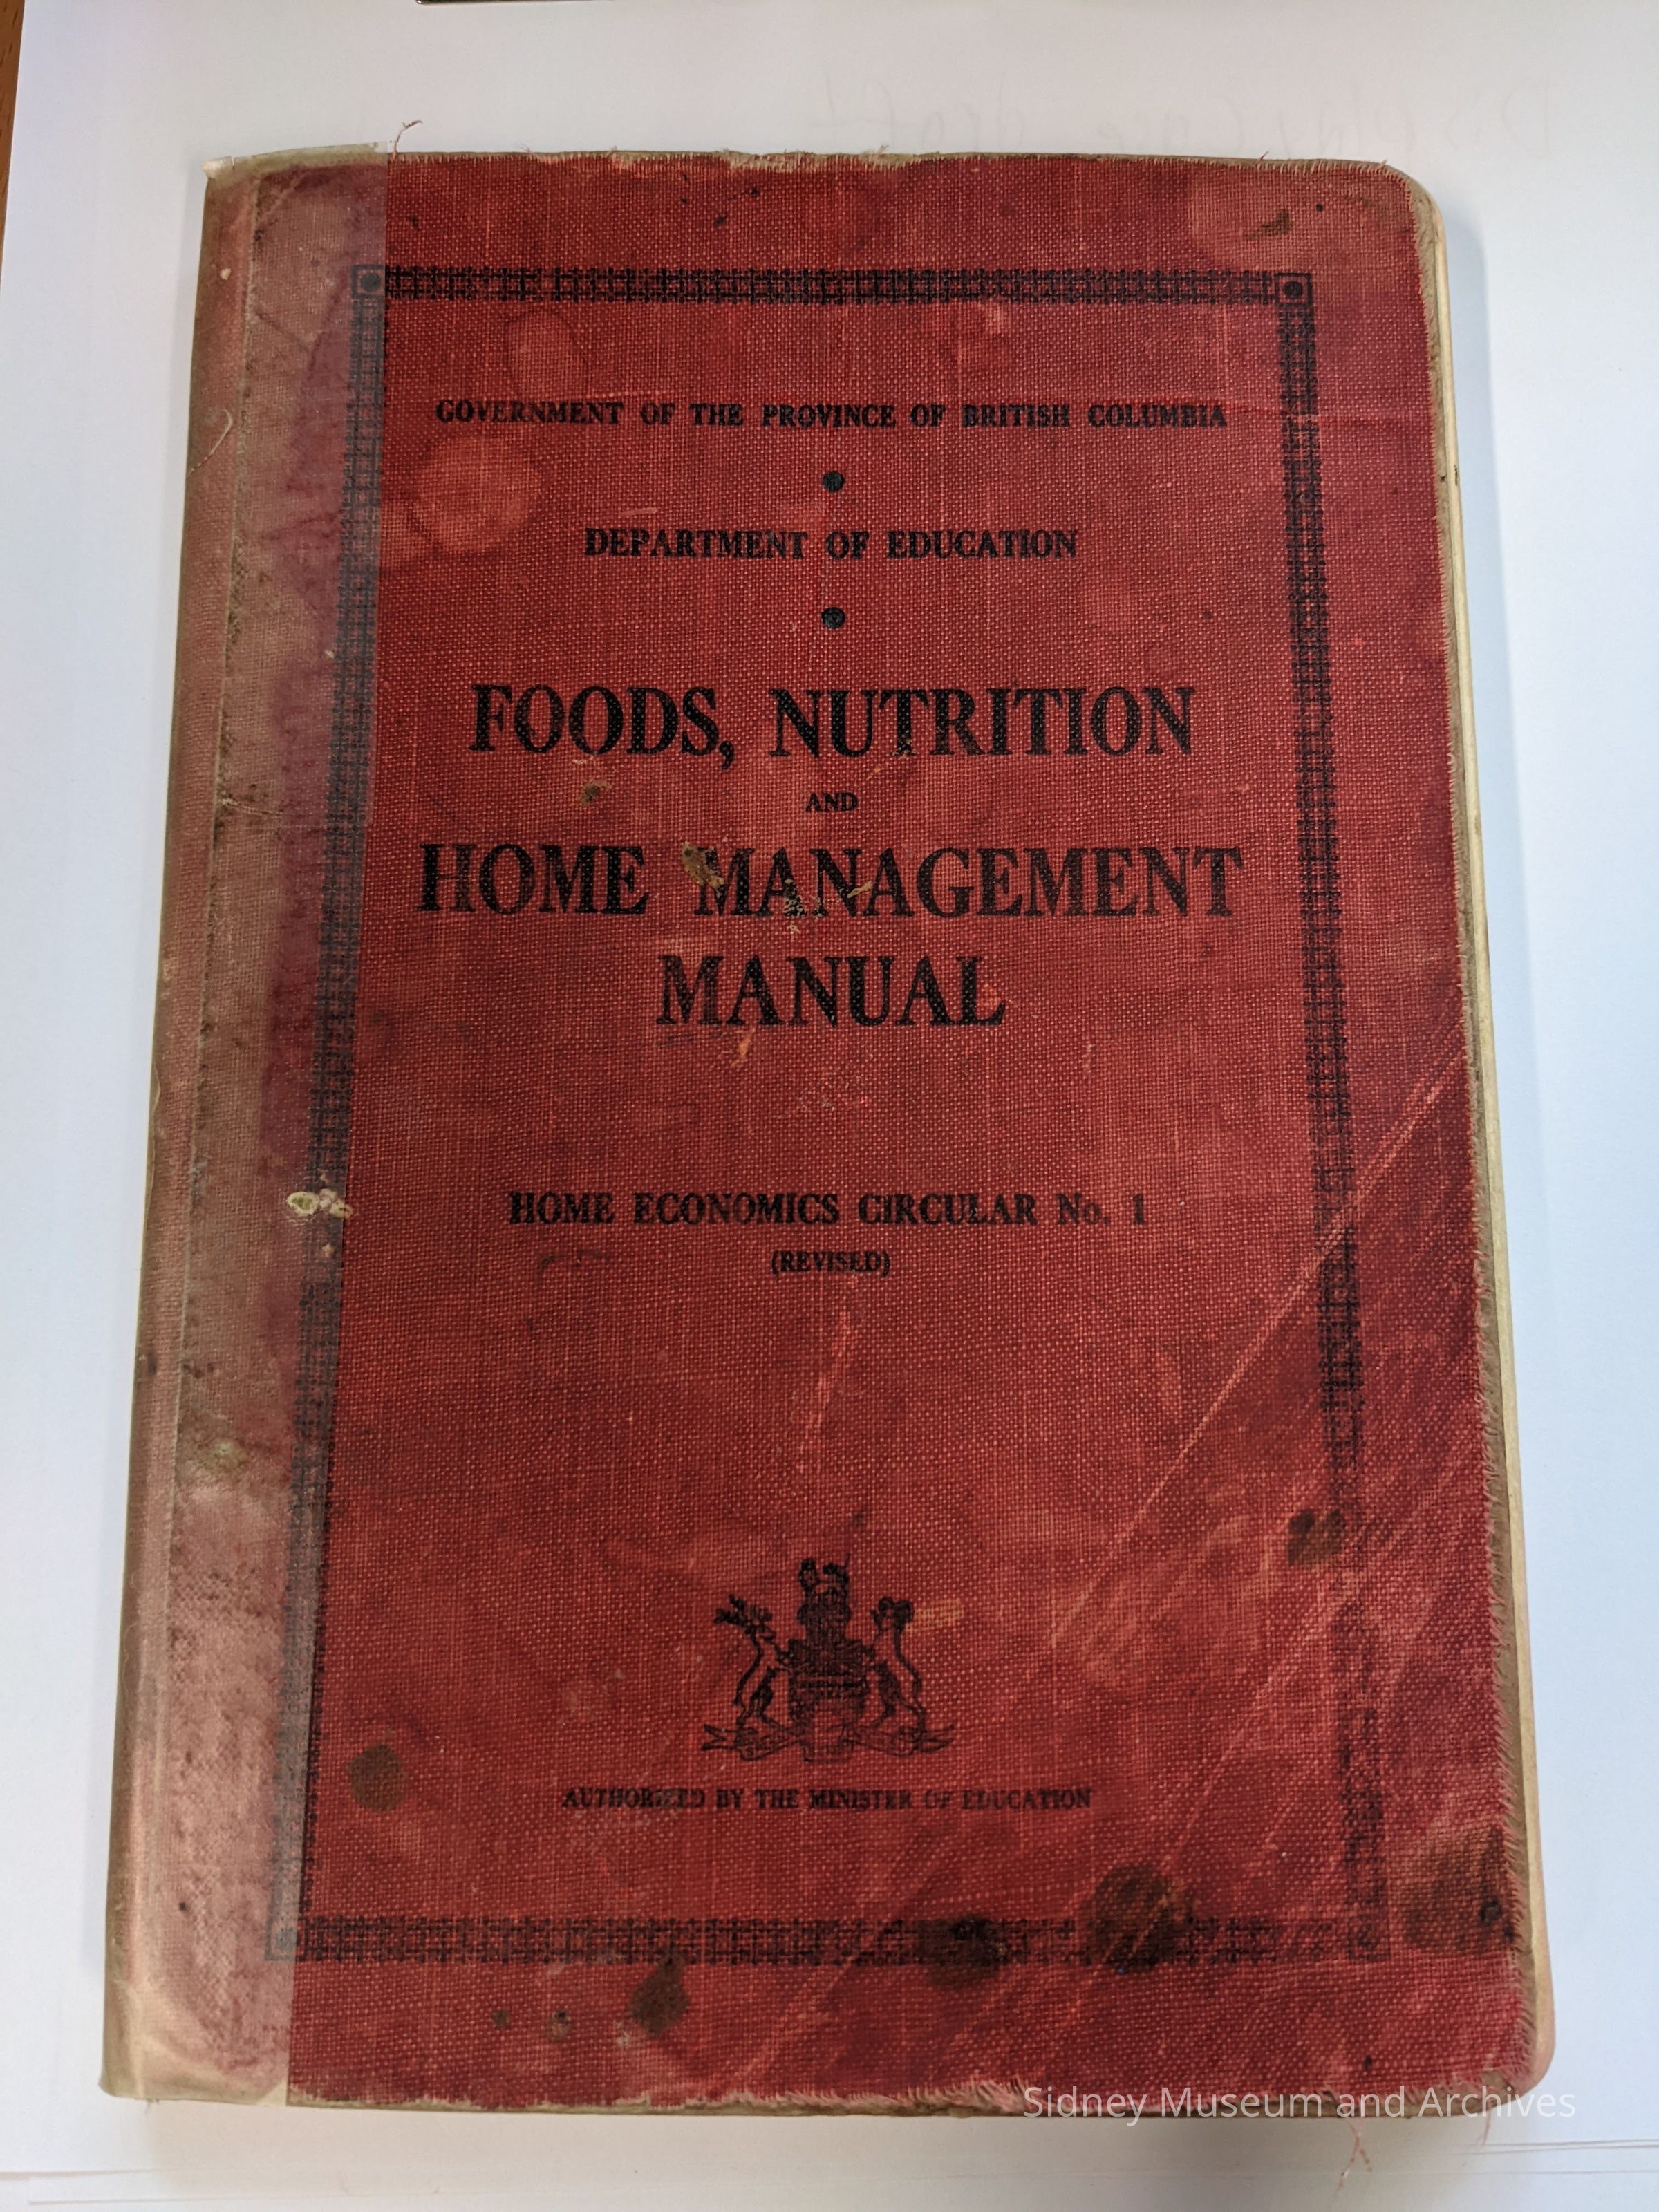 GOVERNMENT OF THE PROVINCE OF BRITISH COLUMBIA
DEPARTMENT OF EDUCATION
FOODS, NUTRITION
AND
HOME MANAGEMENT
MANUAL
HOME ECONOMICS CIRCULAR No. 1
(REVISED)
AUTHORIZED BY THE MINISTER OF EDUCATION
Sidney Museum and Archives